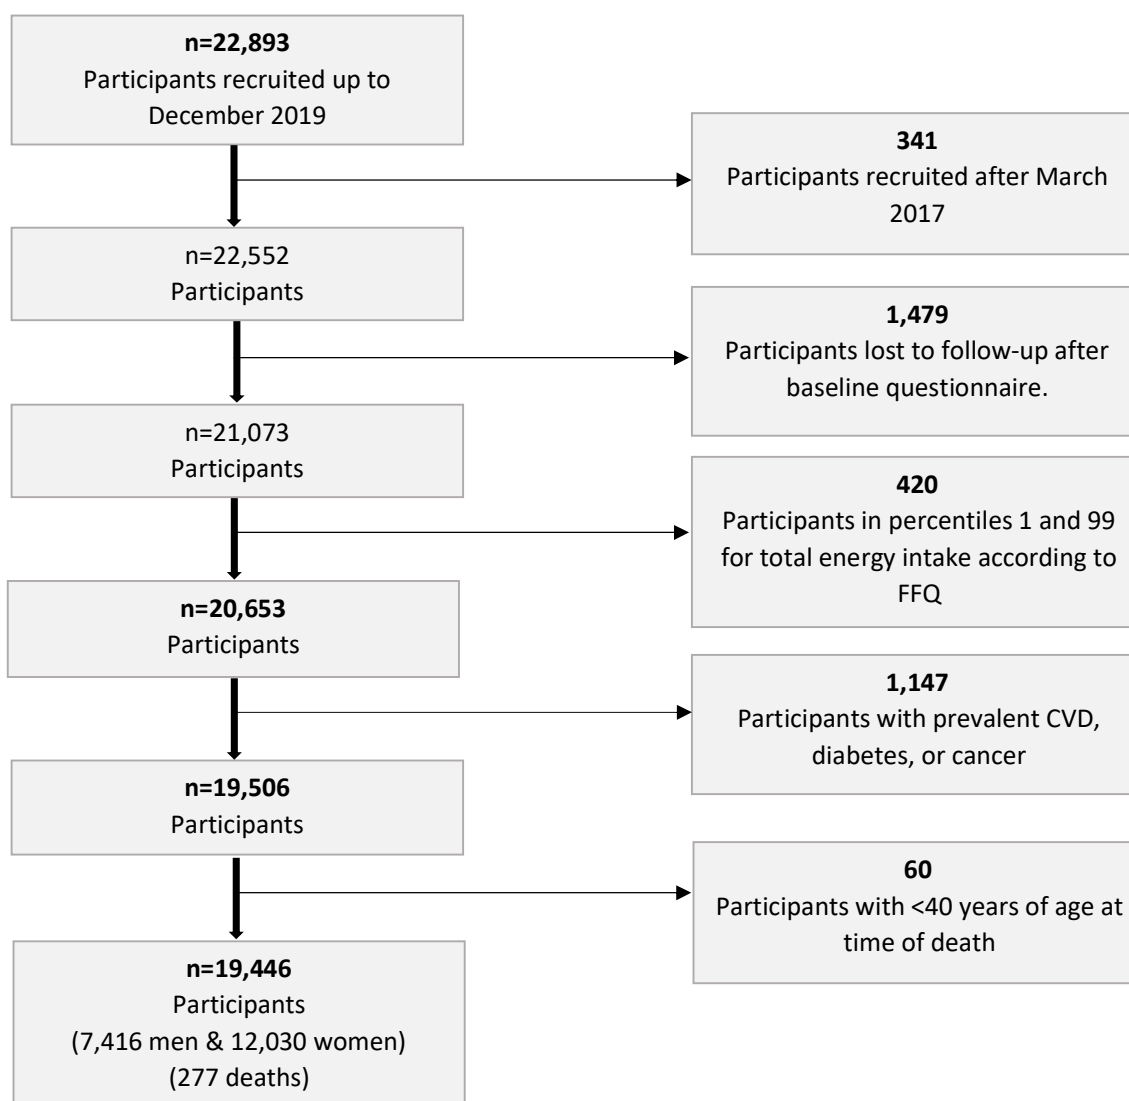 n=22,893
Participants recruited up to
December 2019
341
Participants recruited after March
2017
n=22,552
Participants
1,479
Participants lost to follow-up after
baseline questionnaire.
n=21,073
Participants
420
Participants in percentiles 1 and 99
for total energy intake according to
FFQ
n=20,653
Participants
1,147
Participants with prevalent CVD,
diabetes, or cancer
n=19,506
Participants
60
Participants with <40 years of age at
time of death
n=19,446
Participants
(7,416 men & 12,030 women)
(277 deaths)